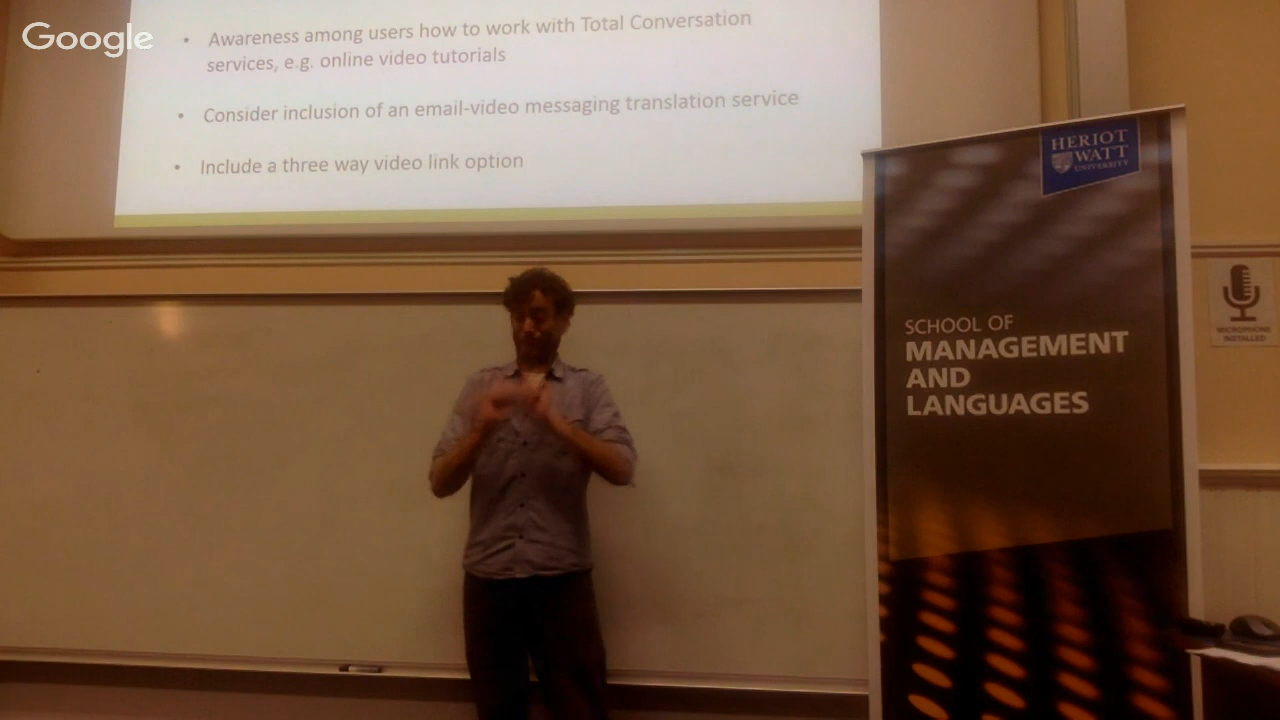 Google
• Awareness among users how to work with Total Conversation
services, e.g. online video tutorials
• Consider inclusion of an email-video messaging translation service
• Include a three way video link option
HERIOT
WATT
UNIVERSITY
SCHOOL OF
MANAGEMENT
AND
LANGUAGES
MICROPHONE
INSTALLED